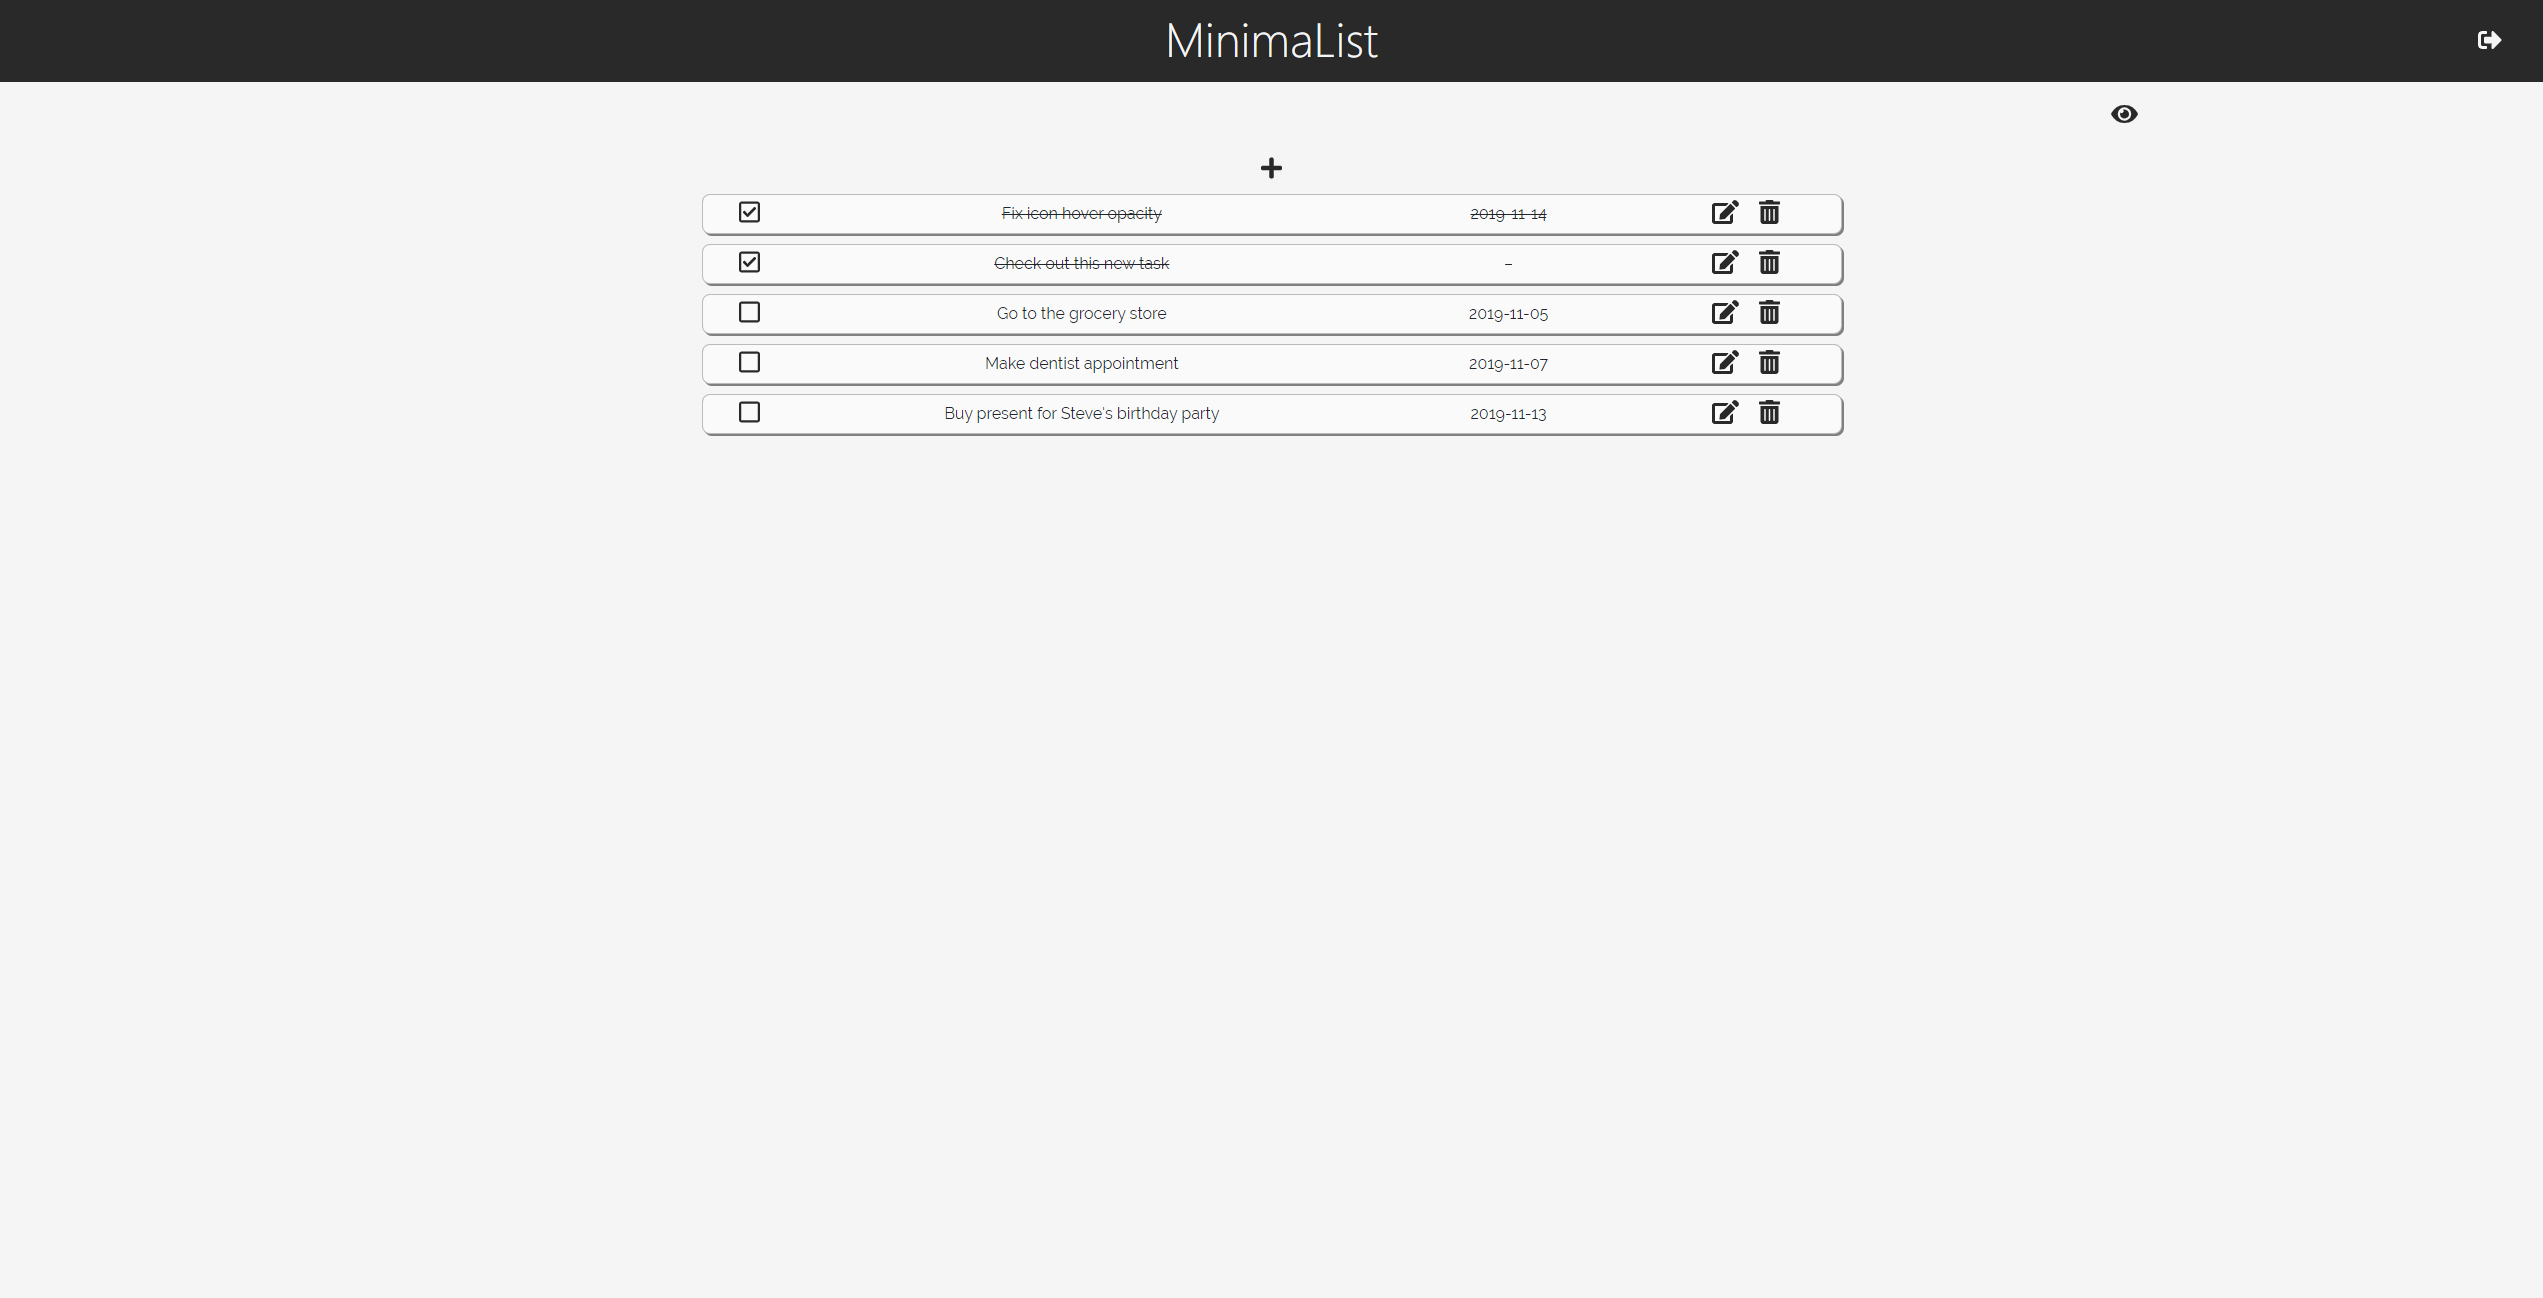 MinimaList
Fix icon hover opacity 2019-11-14
Check out this new task -
Go to the grocery store 2019-11-05
Make dentist appointment 2019-11-07
Buy present for Steve's birthday party 2019-11-13